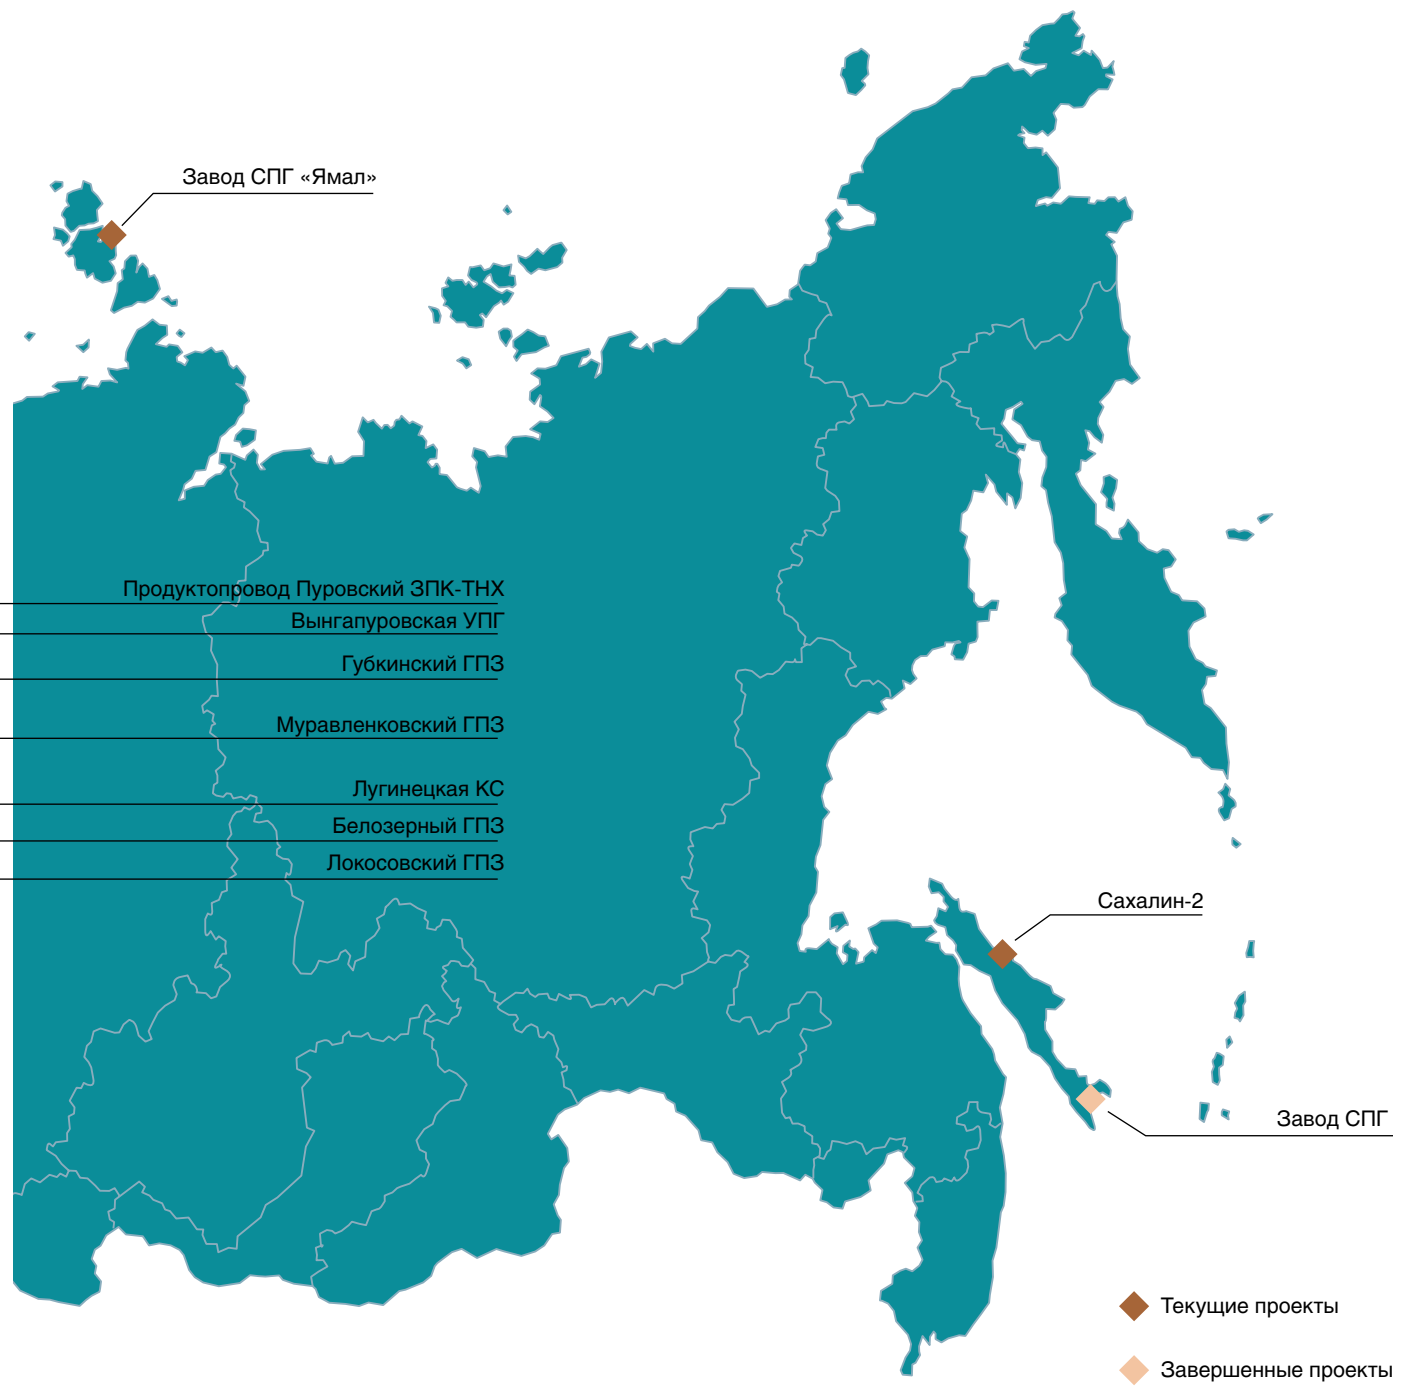 Завод СПГ «Ямал»
Продуктопровод Пуровский ЗПК-ТНХ
Вынгапуровская УПГ
Губкинский ГПЗ
Муравленковский ГПЗ
Лугинецкая КС
Белозерный ГПЗ
Локосовский ГПЗ
Сахалин-2
Завод СПГ
Текущие проекты
Завершенные проекты